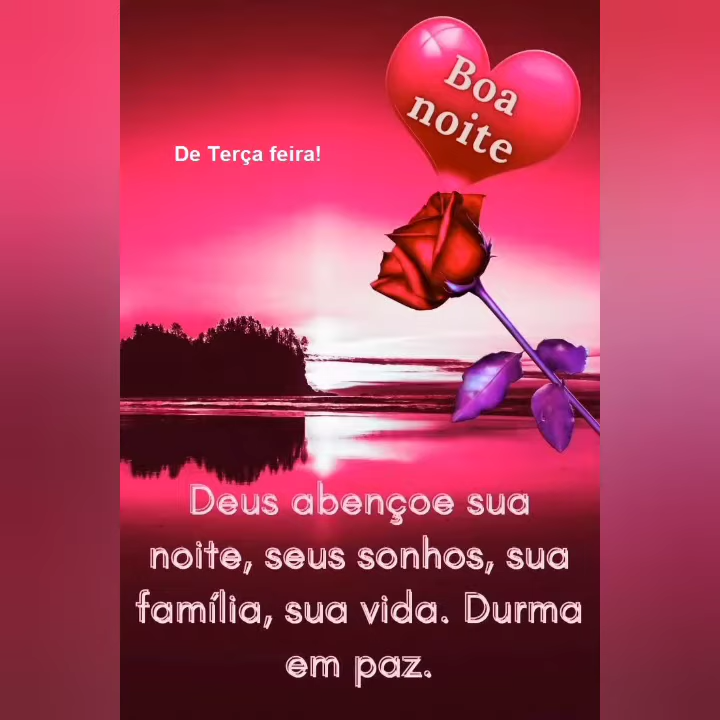 Boa
noite
De Terça feira!
Deus abençoe sua
noite, seus sonhos, sua
família, sua vida. Durma
em paz.